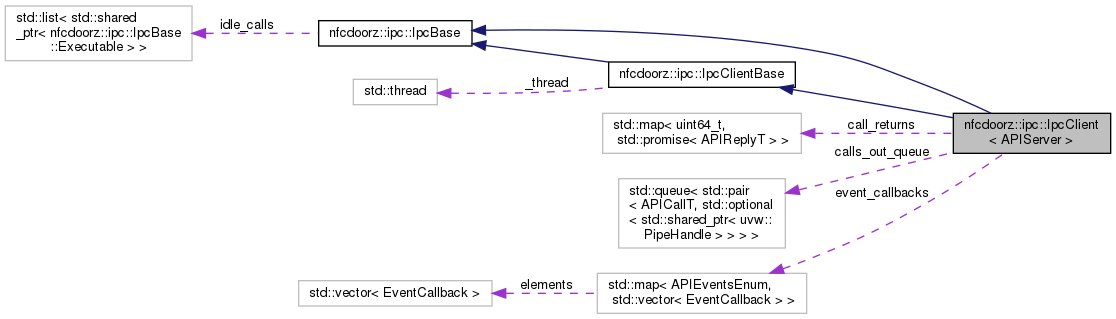 std::list< std::shared
_ptr< nfcdoorz::ipc::IpcBase
::Executable > >
idle_calls
nfcdoorz::ipc::IpcBase
std::thread
_thread
nfcdoorz::ipc::IpcClientBase
std::map< uint64_t,
std::promise< APIReplyT > >
call_returns
nfcdoorz::ipc::IpcClient
< APIServer >
calls_out_queue
std::queue< std::pair
< APICallT, std::optional
< std::shared_ptr< uvw::
PipeHandle > > > >
event_callbacks
std::vector< EventCallback >
elements
std::map< APIEventsEnum,
std::vector< EventCallback > >